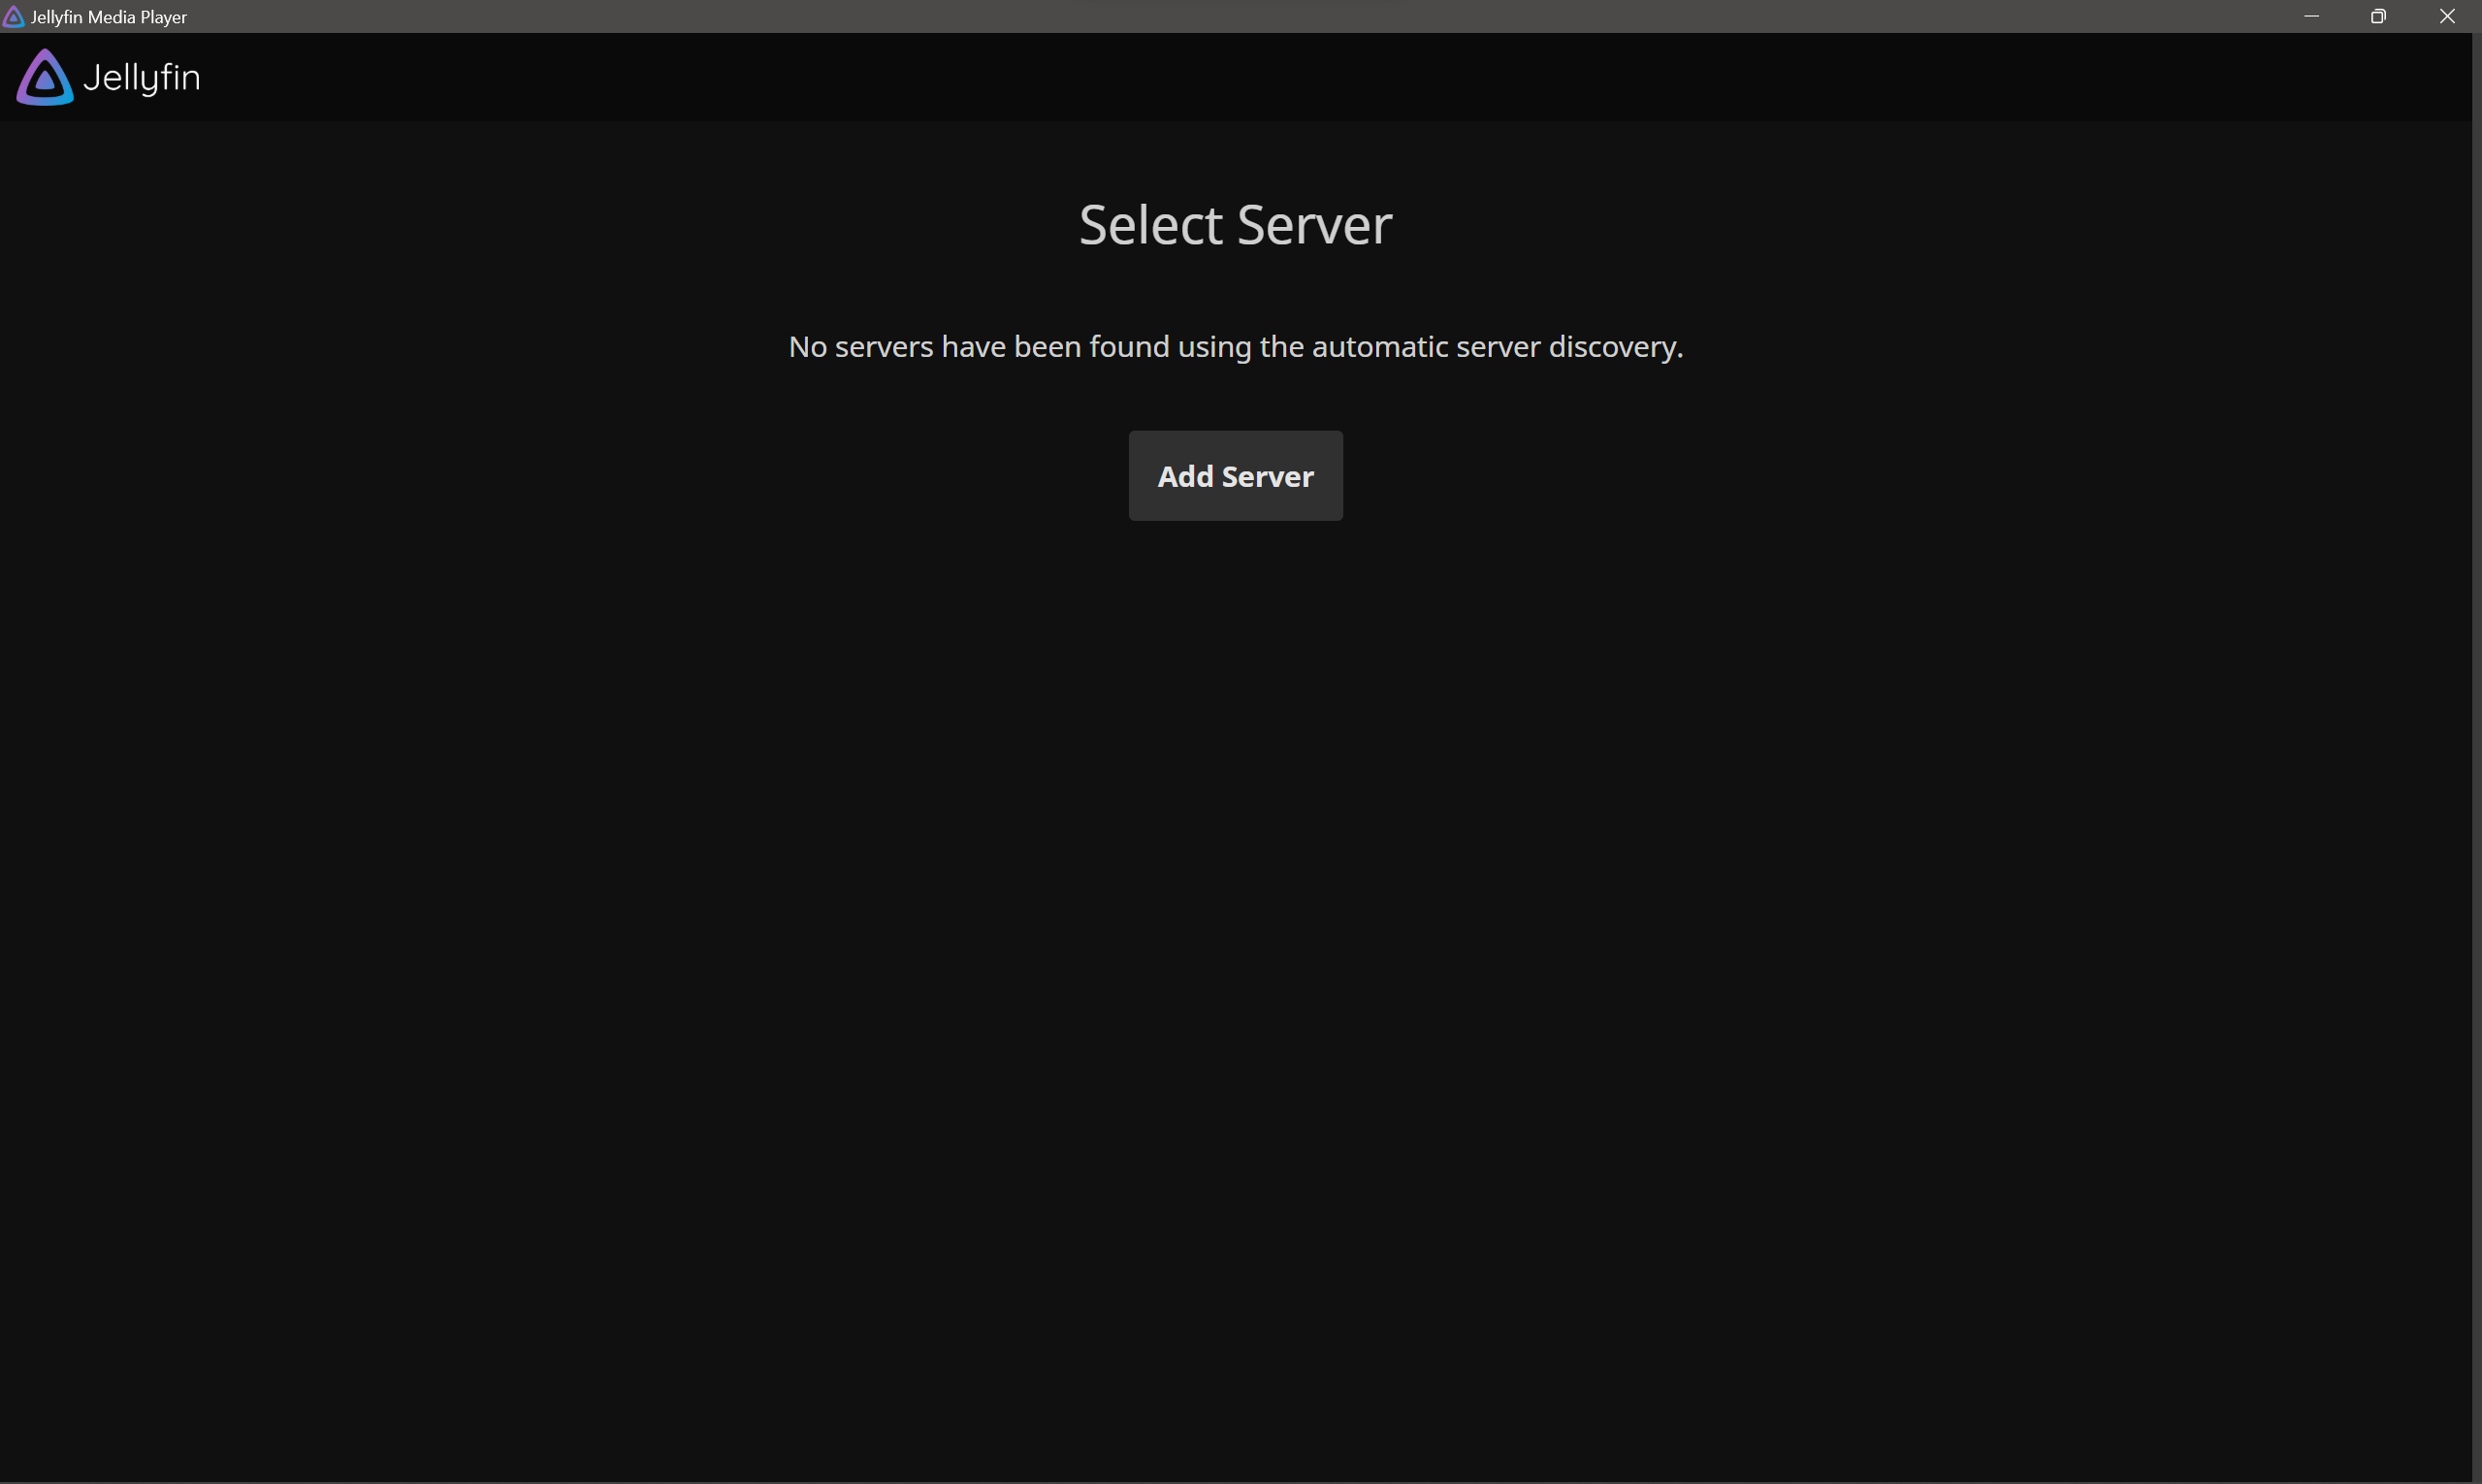 Jellyfin Media Player
Jellyfin
Select Server
No servers have been found using the automatic server discovery.
Add Server